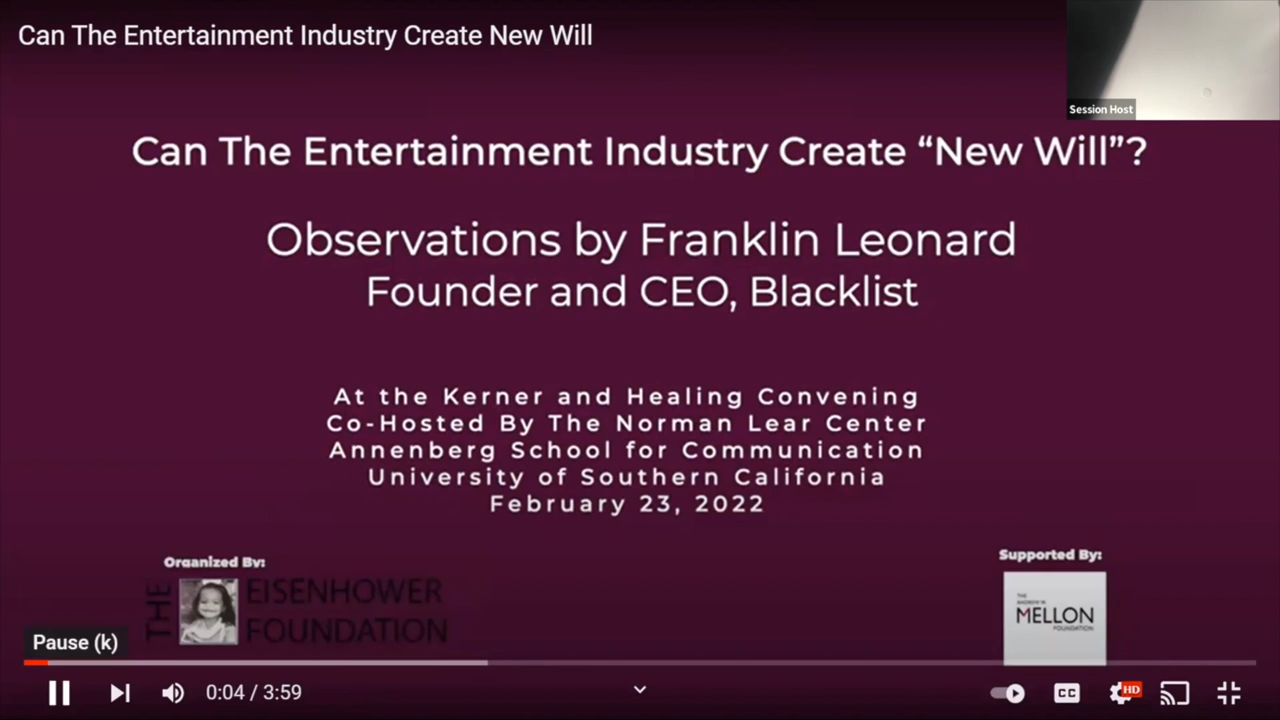 Can The Entertainment Industry Create New Will
Session Host
Can The Entertainment Industry Create “New Will”?
Observations by Franklin Leonard
Founder and CEO, Blacklist
At the Kerner and Healing Convening
Co-Hosted By The Norman Lear Center
Annenberg School for Communication
University of Southern California
February 23, 2022
Organized By:
THE
EISENHOWER
FOUNDATION
Supported By:
THE
ANDREW W.
MELLON
FOUNDATION
Pause (k)
0:04 / 3:59
CC
HD